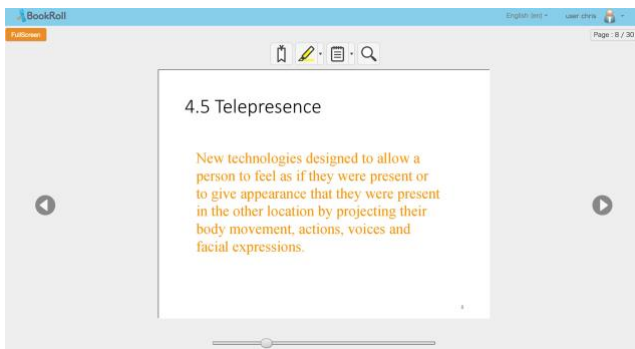 BookRoll
English (en)
user chris
FullScreen
Page : 8 / 30
4.5 Telepresence
New technologies designed to allow a
person to feel as if they were present or
to give appearance that they were present
in the other location by projecting their
body movement, actions, voices and
facial expressions.